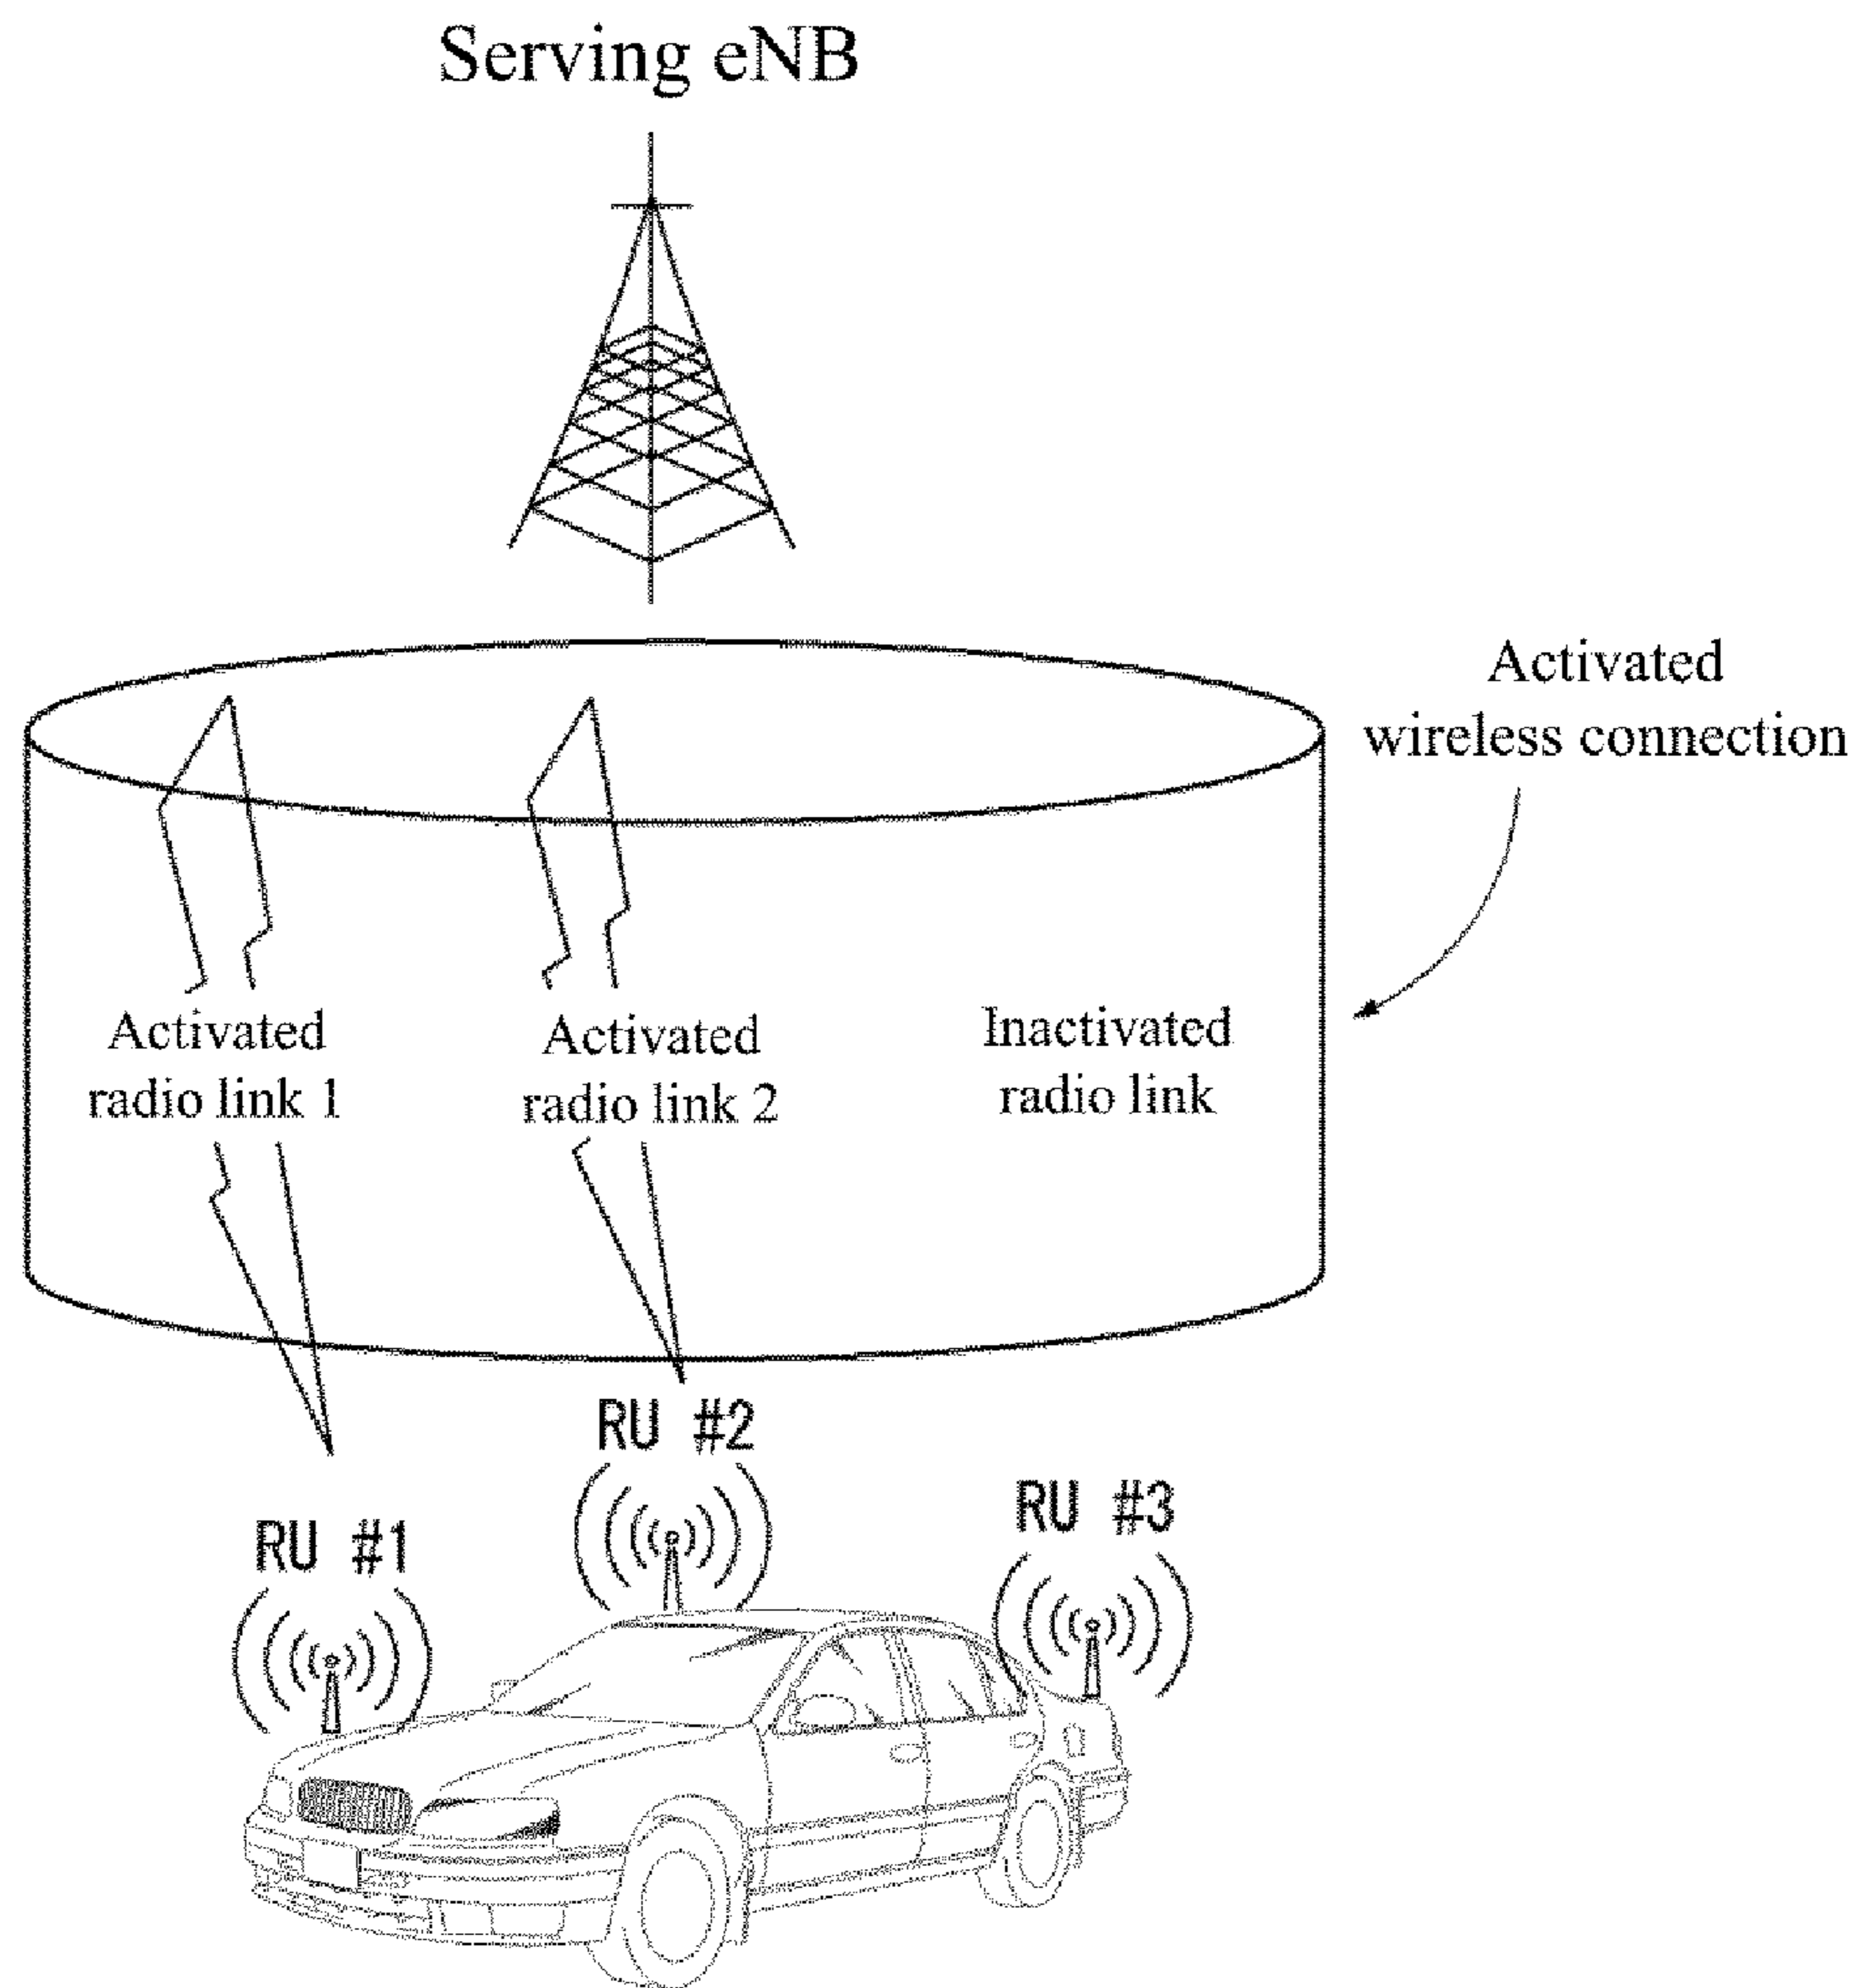 Serving eNB
Activated
wireless connection
Activated
radio link 1
Activated
radio link 2
Inactivated
radio link
RU #2
RU #3
RU #1